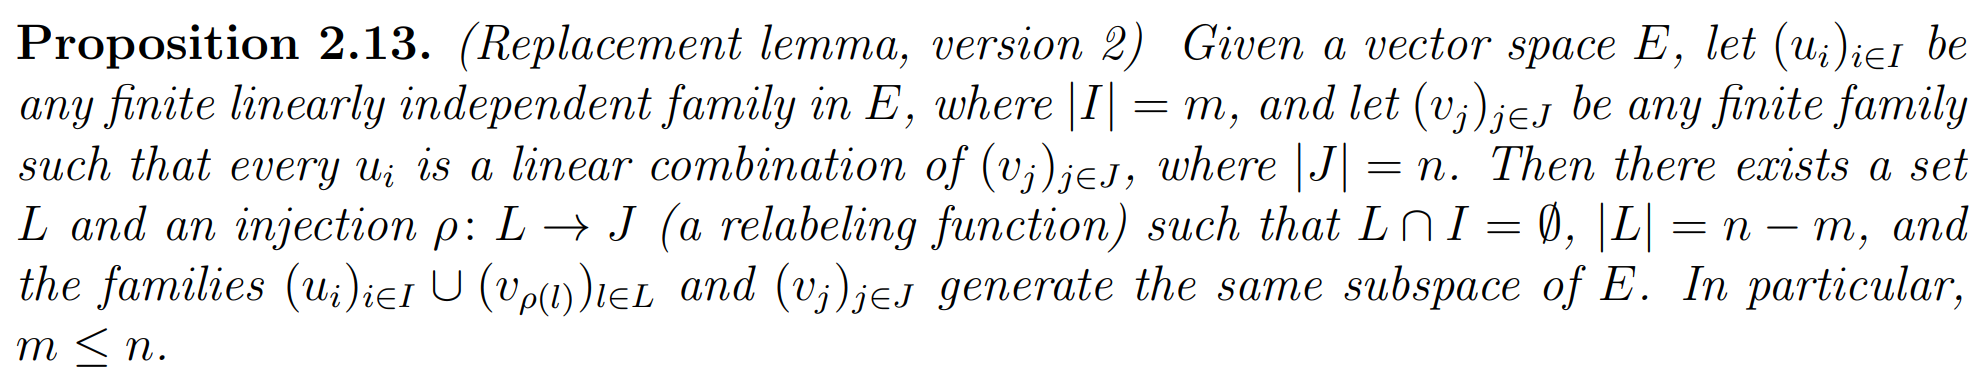 Proposition 2.13. (Replacement lemma, version 2) Given a vector space E, let (u_i)_{i∈I} be
any finite linearly independent family in E, where |I| = m, and let (v_j)_{j∈J} be any finite family
such that every u_i is a linear combination of (v_j)_{j∈J}, where |J| = n. Then there exists a set
L and an injection ρ: L → J (a relabeling function) such that L ∩ I = ∅, |L| = n − m, and
the families (u_i)_{i∈I} ∪ (v_{ρ(l)})_{l∈L} and (v_j)_{j∈J} generate the same subspace of E. In particular,
m ≤ n.